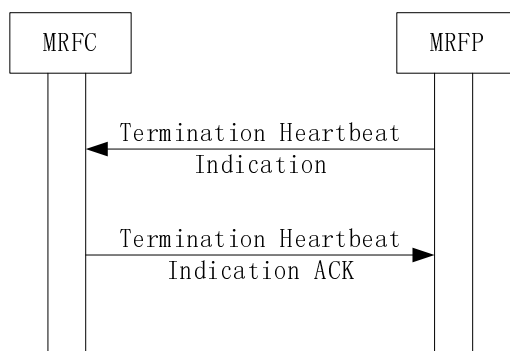 MRFC
MRFP
Termination Heartbeat
Indication
Termination Heartbeat
Indication ACK